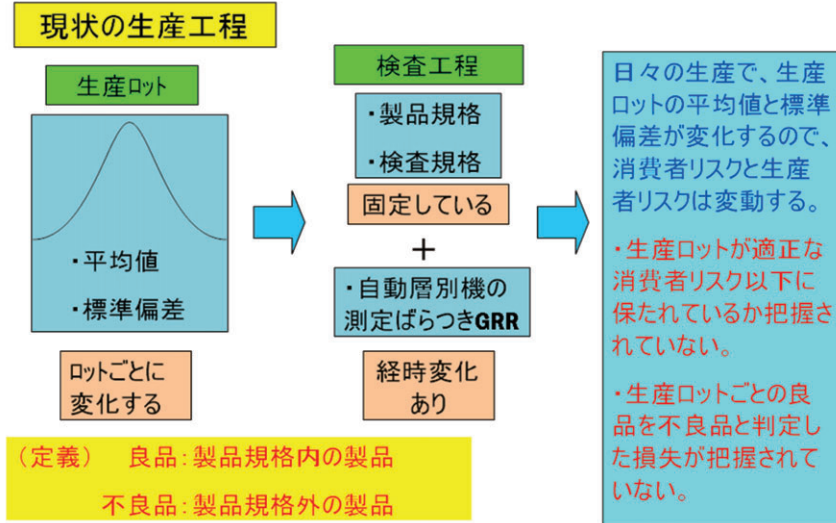 現状の生産工程
生産ロット
・平均値
・標準偏差
ロットごとに
変化する
検査工程
・製品規格
・検査規格
固定している
＋
・自動層別機の
測定ばらつきGRR
経時変化
あり
日々の生産で、生産
ロットの平均値と標準
偏差が変化するので、
消費者リスクと生産
者リスクは変動する。
・生産ロットが適正な
消費者リスク以下に
保たれているか把握さ
れていない。
・生産ロットごとの良
品を不良品と判定し
た損失が把握されて
いない。
（定義）　良品：製品規格内の製品
不良品：製品規格外の製品